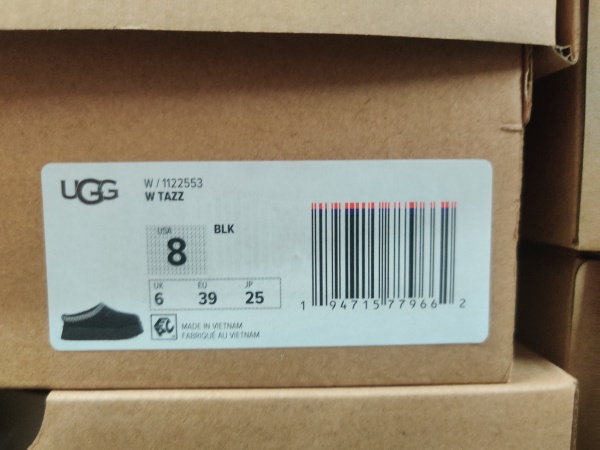 UGG
W / 1122553
W TAZZ
USA
8
BLK
UK EU JP
6 39 25
MADE IN VIETNAM
FABRIQUÉ AU VIETNAM
1 94715 77966 2